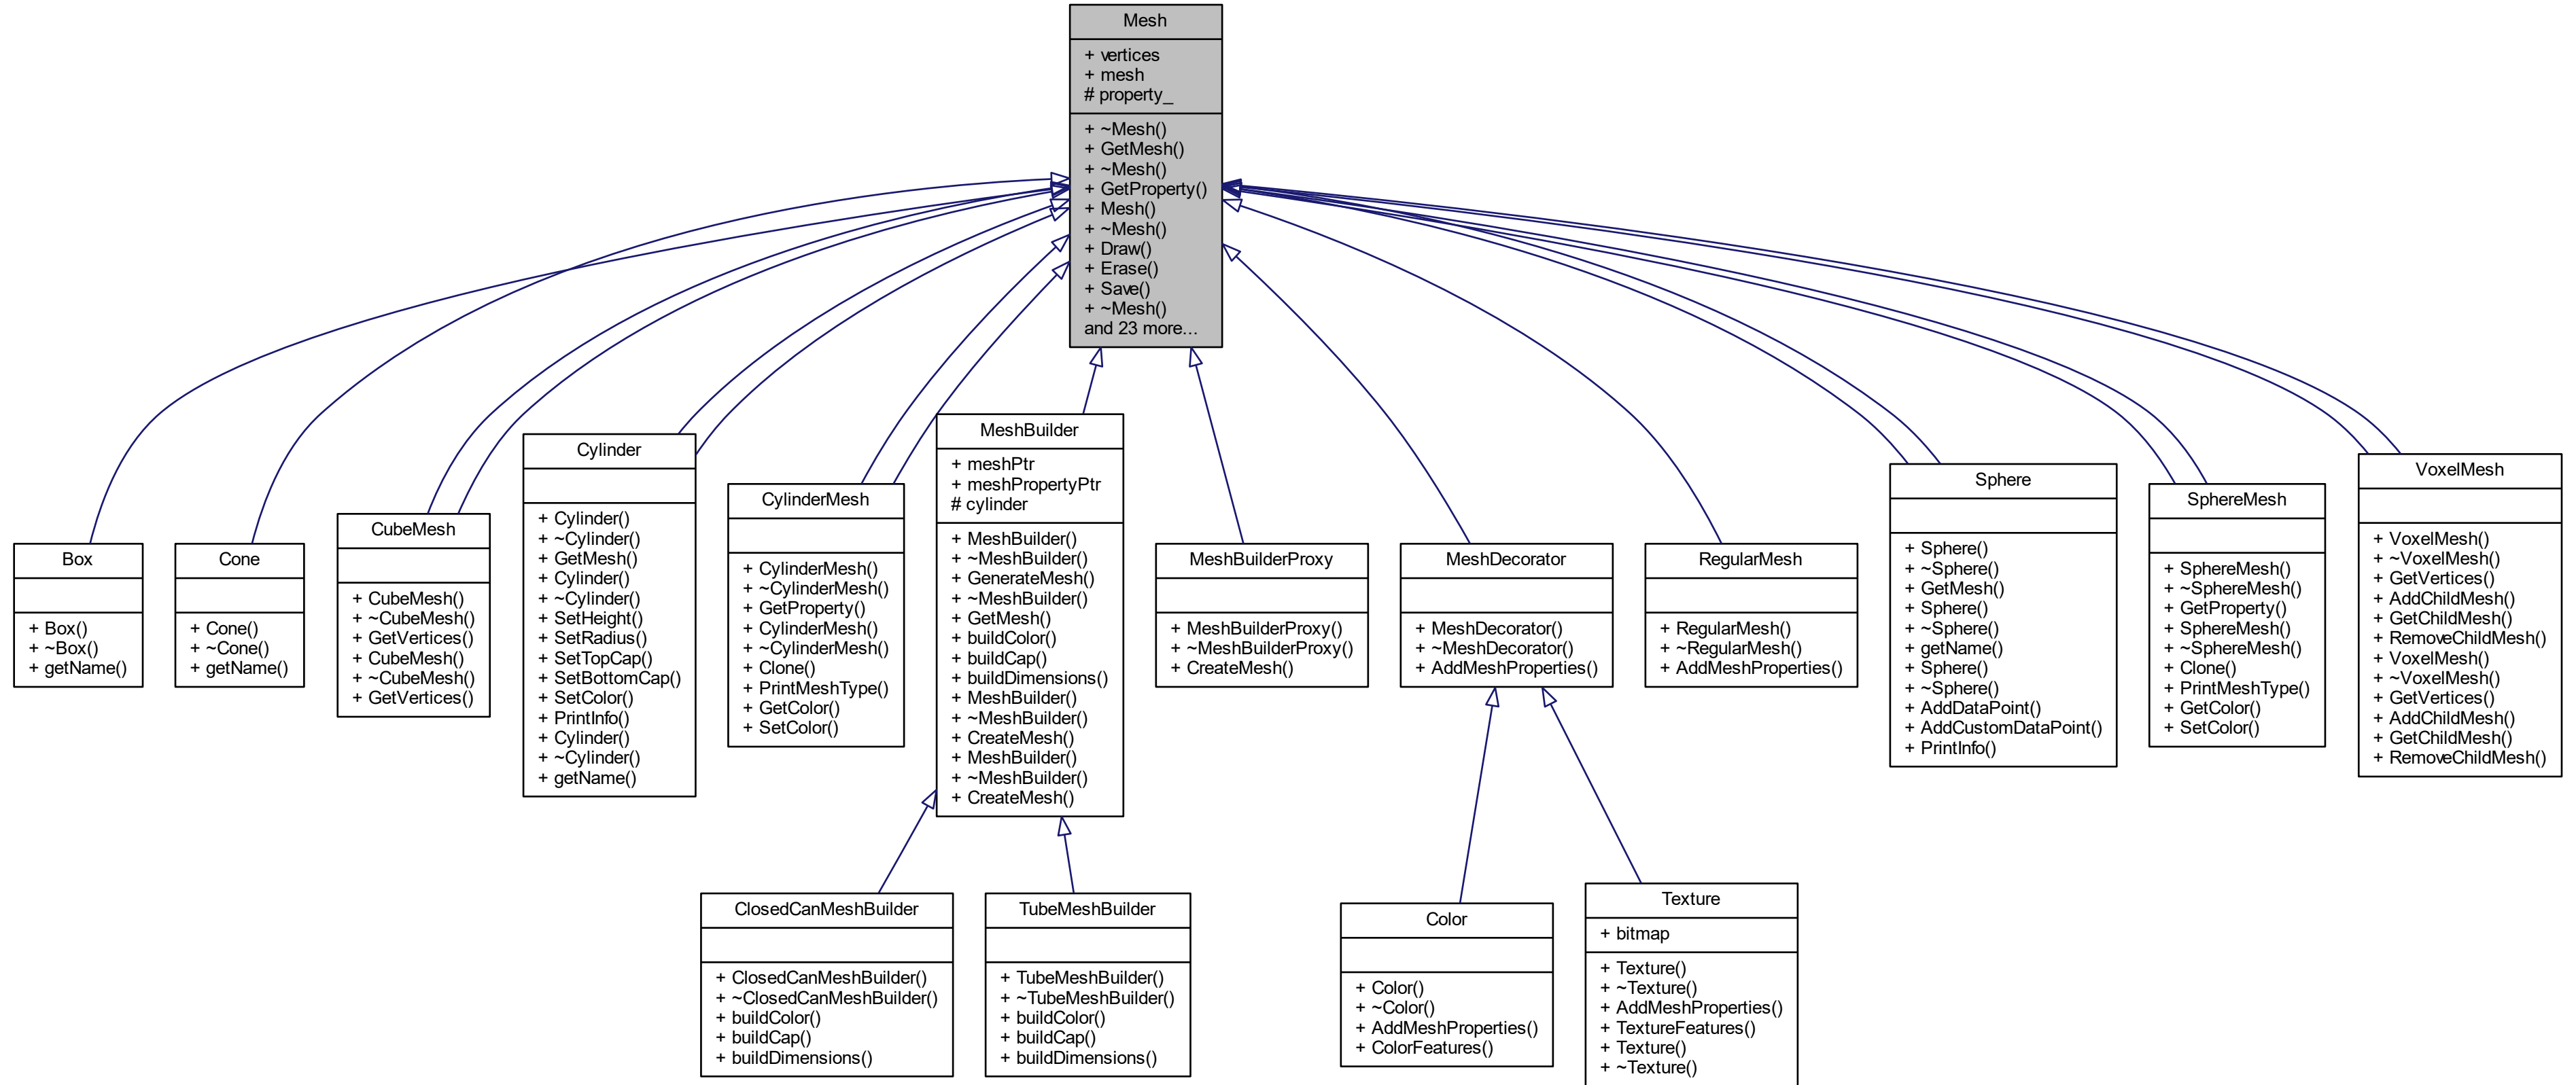 Mesh
+ vertices
+ mesh
# property_
+ ~Mesh()
+ GetMesh()
+ ~Mesh()
+ GetProperty()
+ Mesh()
+ ~Mesh()
+ Draw()
+ Erase()
+ Save()
+ ~Mesh()
and 23 more...
Box
+ Box()
+ ~Box()
+ getName()
Cone
+ Cone()
+ ~Cone()
+ getName()
CubeMesh
+ CubeMesh()
+ ~CubeMesh()
+ GetVertices()
+ CubeMesh()
+ ~CubeMesh()
+ GetVertices()
Cylinder
+ Cylinder()
+ ~Cylinder()
+ GetMesh()
+ Cylinder()
+ ~Cylinder()
+ SetHeight()
+ SetRadius()
+ SetTopCap()
+ SetBottomCap()
+ SetColor()
+ PrintInfo()
+ Cylinder()
+ ~Cylinder()
+ getName()
CylinderMesh
+ CylinderMesh()
+ ~CylinderMesh()
+ GetProperty()
+ CylinderMesh()
+ ~CylinderMesh()
+ Clone()
+ PrintMeshType()
+ GetColor()
+ SetColor()
MeshBuilder
+ meshPtr
+ meshPropertyPtr
# cylinder
+ MeshBuilder()
+ ~MeshBuilder()
+ GenerateMesh()
+ ~MeshBuilder()
+ GetMesh()
+ buildColor()
+ buildCap()
+ buildDimensions()
+ MeshBuilder()
+ ~MeshBuilder()
+ CreateMesh()
+ MeshBuilder()
+ ~MeshBuilder()
+ CreateMesh()
MeshBuilderProxy
+ MeshBuilderProxy()
+ ~MeshBuilderProxy()
+ CreateMesh()
MeshDecorator
+ MeshDecorator()
+ ~MeshDecorator()
+ AddMeshProperties()
RegularMesh
+ RegularMesh()
+ ~RegularMesh()
+ AddMeshProperties()
Sphere
+ Sphere()
+ ~Sphere()
+ GetMesh()
+ Sphere()
+ ~Sphere()
+ getName()
+ Sphere()
+ ~Sphere()
+ AddDataPoint()
+ AddCustomDataPoint()
+ PrintInfo()
SphereMesh
+ SphereMesh()
+ ~SphereMesh()
+ GetProperty()
+ SphereMesh()
+ ~SphereMesh()
+ Clone()
+ PrintMeshType()
+ GetColor()
+ SetColor()
VoxelMesh
+ VoxelMesh()
+ ~VoxelMesh()
+ GetVertices()
+ AddChildMesh()
+ GetChildMesh()
+ RemoveChildMesh()
+ VoxelMesh()
+ ~VoxelMesh()
+ GetVertices()
+ AddChildMesh()
+ GetChildMesh()
+ RemoveChildMesh()
ClosedCanMeshBuilder
+ ClosedCanMeshBuilder()
+ ~ClosedCanMeshBuilder()
+ buildColor()
+ buildCap()
+ buildDimensions()
TubeMeshBuilder
+ TubeMeshBuilder()
+ ~TubeMeshBuilder()
+ buildColor()
+ buildCap()
+ buildDimensions()
Color
+ Color()
+ ~Color()
+ AddMeshProperties()
+ ColorFeatures()
Texture
+ bitmap
+ Texture()
+ ~Texture()
+ AddMeshProperties()
+ TextureFeatures()
+ Texture()
+ ~Texture()